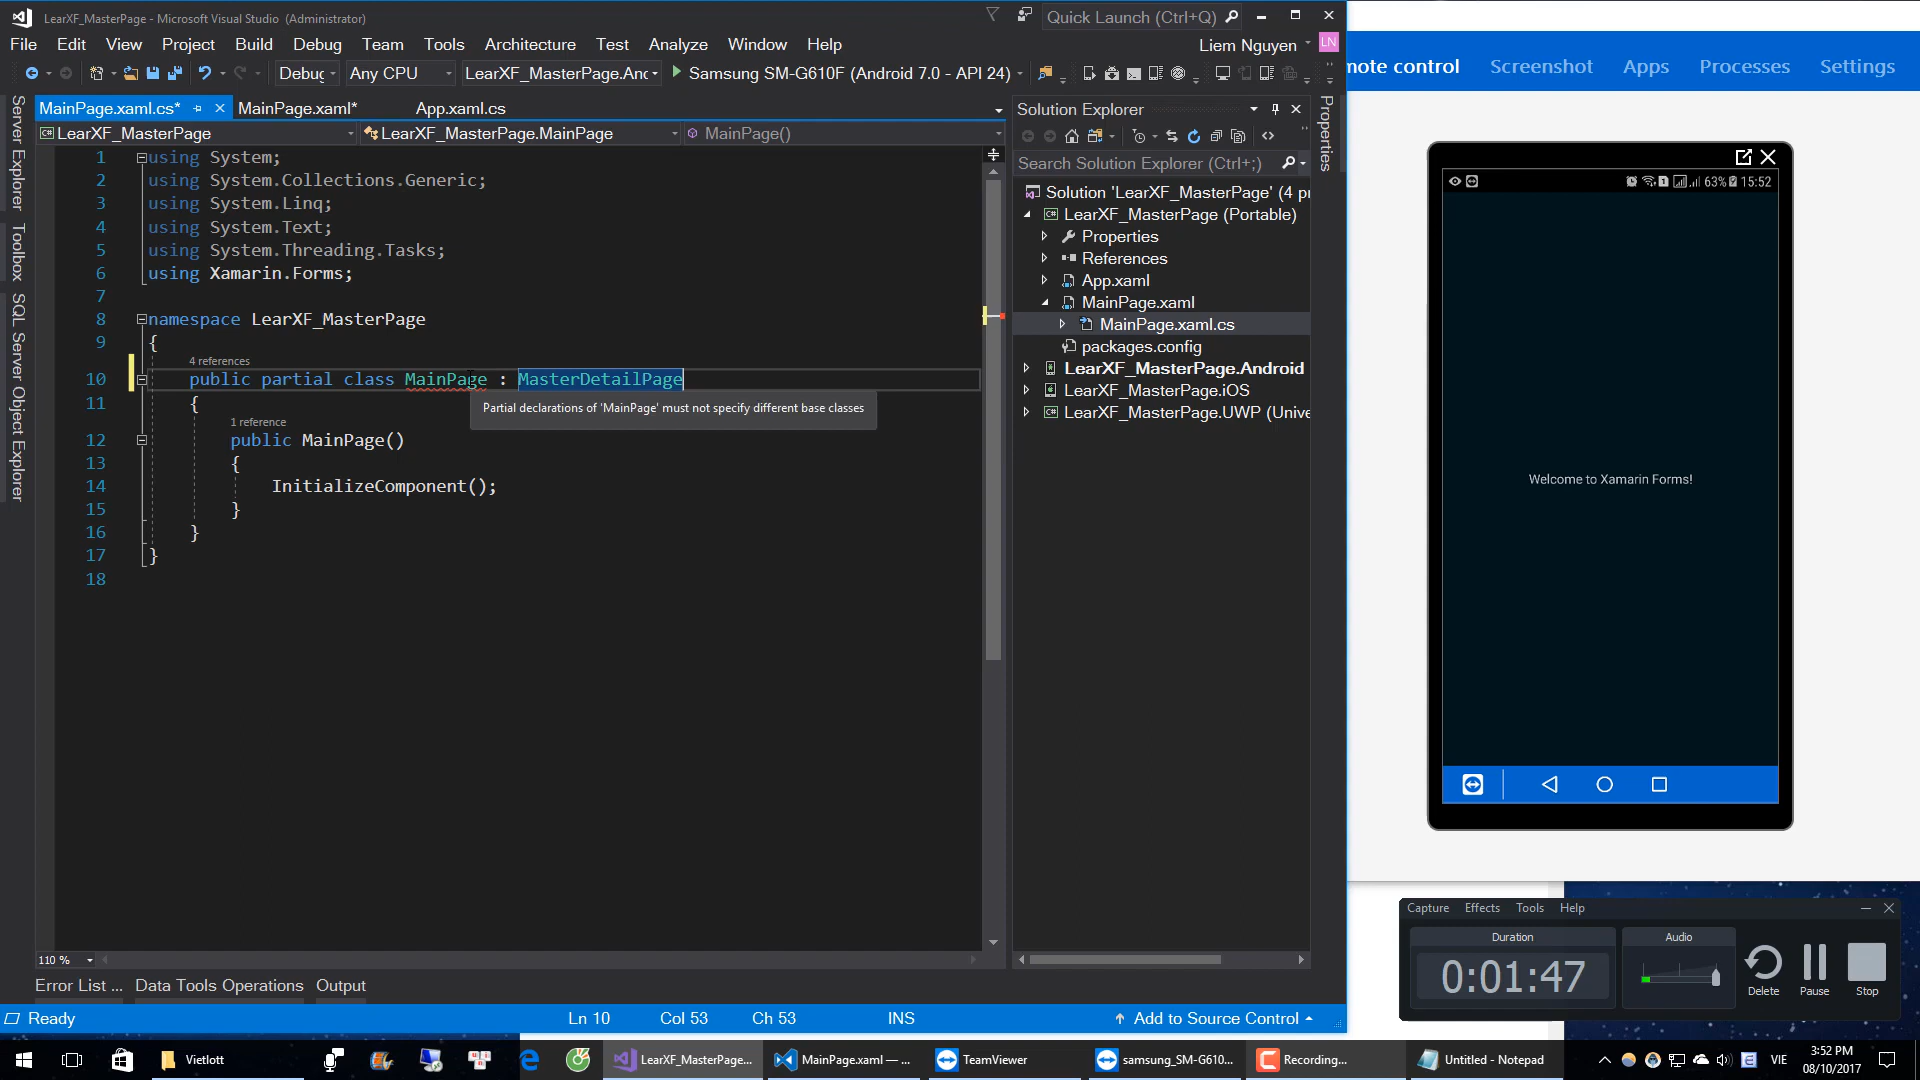 LearXF_MasterPage - Microsoft Visual Studio (Administrator)
Quick Launch (Ctrl+Q)
File Edit View Project Build Debug Team Tools Architecture Test Analyze Window Help
Liem Nguyen
LN
Debug Any CPU LearXF_MasterPage.And Samsung SM-G610F (Android 7.0 - API 24)
MainPage.xaml.cs* MainPage.xaml* App.xaml.cs
LearXF_MasterPage LearXF_MasterPage.MainPage MainPage()
Server Explorer
Toolbox
SQL Server Object Explorer
1 using System;
2 using System.Collections.Generic;
3 using System.Linq;
4 using System.Text;
5 using System.Threading.Tasks;
6 using Xamarin.Forms;
7
8 namespace LearXF_MasterPage
9 {
4 references
10 public partial class MainPage : MasterDetailPage
Partial declarations of 'MainPage' must not specify different base classes
11 {
1 reference
12 public MainPage()
13 {
14 InitializeComponent();
15 }
16 }
17 }
18
110 %
Solution Explorer
Search Solution Explorer (Ctrl+;)
Solution 'LearXF_MasterPage' (4 pr
LearXF_MasterPage (Portable)
Properties
References
App.xaml
MainPage.xaml
MainPage.xaml.cs
packages.config
LearXF_MasterPage.Android
LearXF_MasterPage.iOS
LearXF_MasterPage.UWP (Unive
Properties
Error List ... Data Tools Operations Output
Ready Ln 10 Col 53 Ch 53 INS Add to Source Control
mote control Screenshot Apps Processes Settings
63% 15:52
Welcome to Xamarin Forms!
Capture Effects Tools Help
Duration Audio
0:01:47
Delete Pause Stop
Vietlott LearXF_MasterPage... MainPage.xaml — ... TeamViewer samsung_SM-G610... Recording... Untitled - Notepad
VIE
3:52 PM
08/10/2017